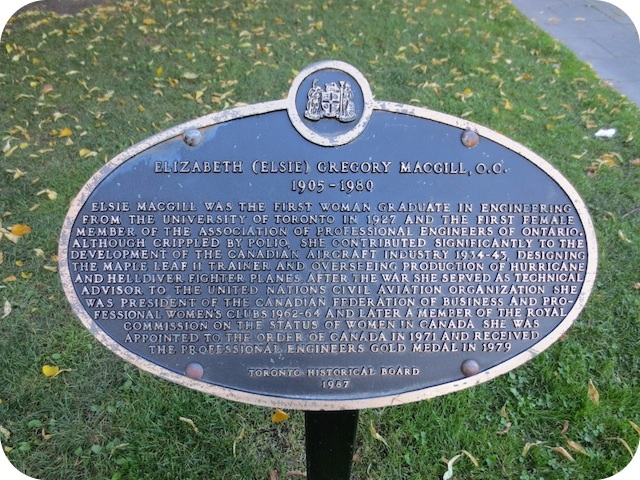 ELIZABETH (ELSIE) GREGORY MACGILL, O.C.
1905-1980
ELSIE MACGILL WAS THE FIRST WOMAN GRADUATE IN ENGINEERING
FROM THE UNIVERSITY OF TORONTO IN 1927 AND THE FIRST FEMALE
MEMBER OF THE ASSOCIATION OF PROFESSIONAL ENGINEERS OF ONTARIO.
ALTHOUGH CRIPPLED BY POLIO, SHE CONTRIBUTED SIGNIFICANTLY TO THE
DEVELOPMENT OF THE CANADIAN AIRCRAFT INDUSTRY 1934-43, DESIGNING
THE MAPLE LEAF II TRAINER AND OVERSEEING PRODUCTION OF HURRICANE
AND HELLDIVER FIGHTER PLANES. AFTER THE WAR SHE SERVED AS TECHNICAL
ADVISOR TO THE UNITED NATIONS CIVIL AVIATION ORGANIZATION. SHE
WAS PRESIDENT OF THE CANADIAN FEDERATION OF BUSINESS AND PRO-
FESSIONAL WOMEN'S CLUBS 1962-64 AND LATER A MEMBER OF THE ROYAL
COMMISSION ON THE STATUS OF WOMEN IN CANADA. SHE WAS
APPOINTED TO THE ORDER OF CANADA IN 1971 AND RECEIVED
THE PROFESSIONAL ENGINEERS GOLD MEDAL IN 1979
TORONTO HISTORICAL BOARD
1987